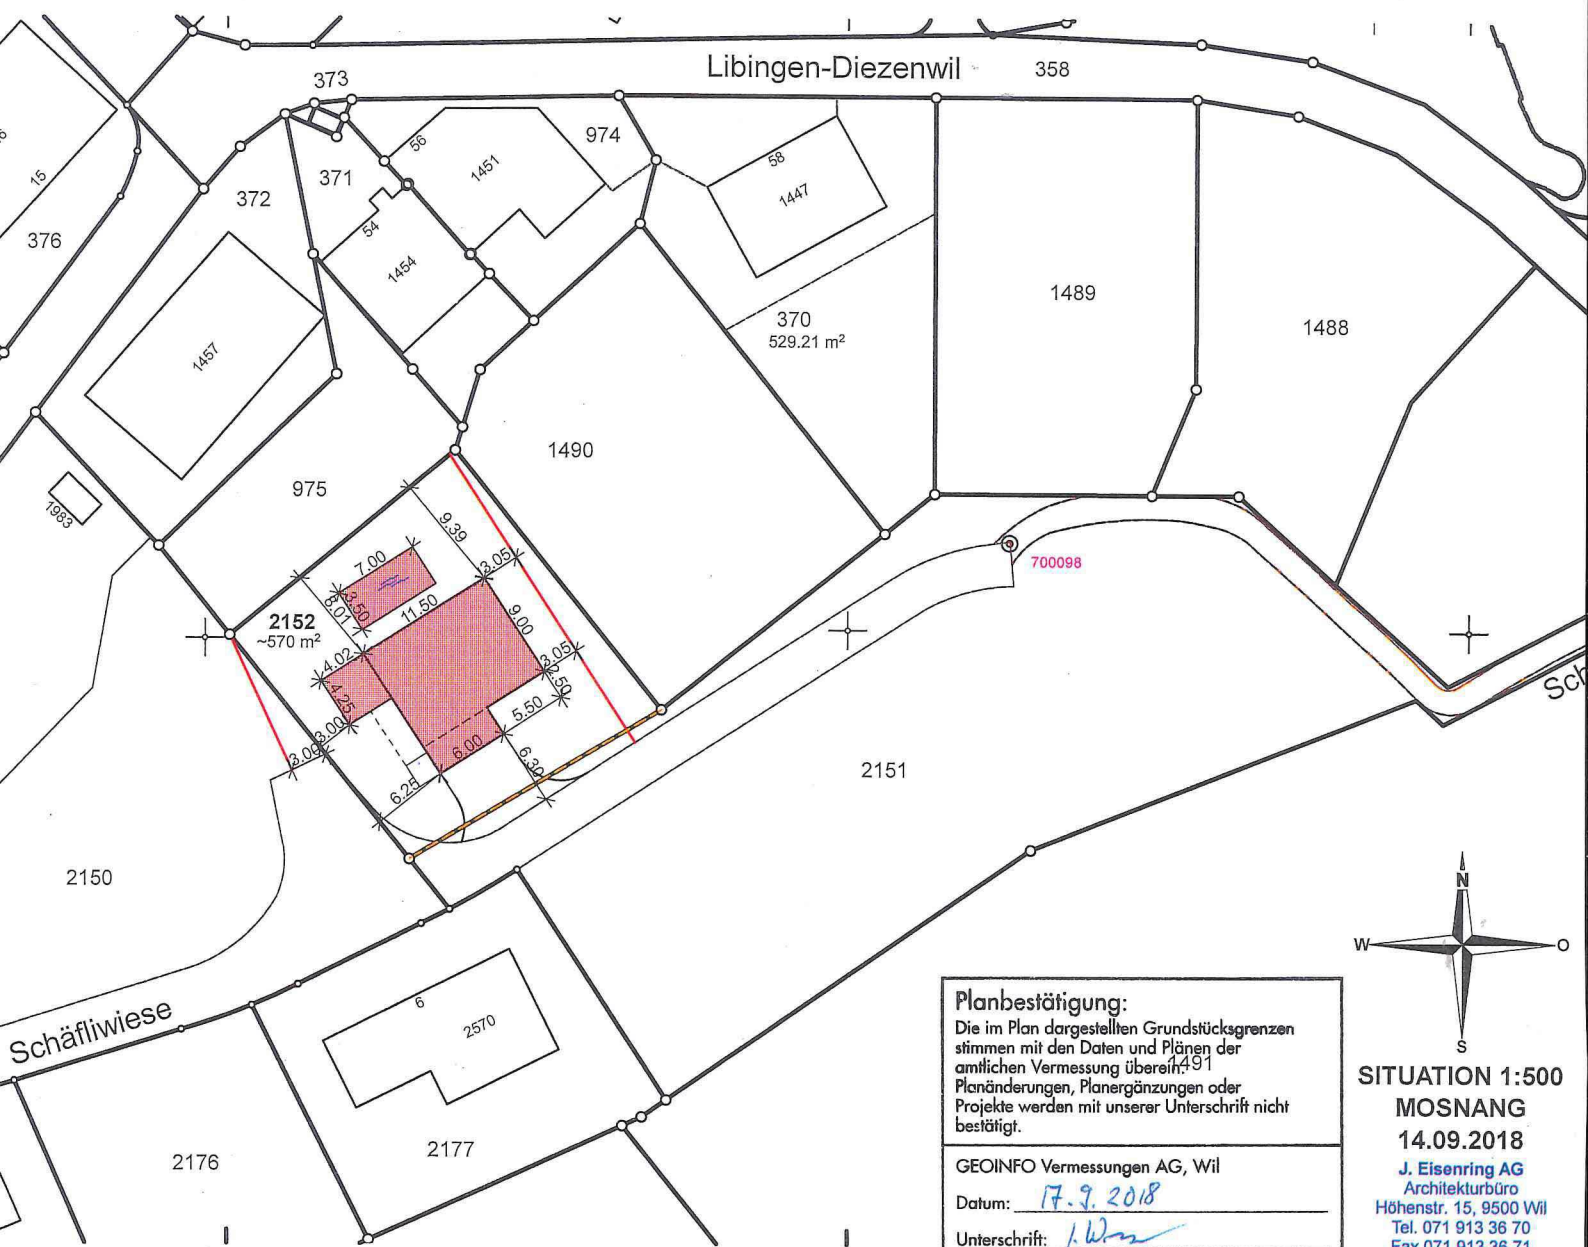 Libingen-Diezenwil
358
373
974
56
1451
58
1447
15
371
372
54
1454
376
1457
370
529.21 m²
1489
1488
1490
975
1983
9.39
3.05
7.00
700098
3.50
8.01
11.50
9.00
2152
~570 m²
4.02
3.05
2.50
4.25
5.50
3.00
3.00
6.00
6.30
6.25
Sch
2151
2150
N
W
O
S
Schäfliwiese
6
2570
2176
2177
Planbestätigung:
Die im Plan dargestellten Grundstücksgrenzen
stimmen mit den Daten und Plänen der
amtlichen Vermessung überein.
1491
Planänderungen, Planergänzungen oder
Projekte werden mit unserer Unterschrift nicht
bestätigt.
GEOINFO Vermessungen AG, Wil
Datum: 17.9.2018
Unterschrift:
SITUATION 1:500
MOSNANG
14.09.2018
J. Eisenring AG
Architekturbüro
Höhenstr. 15, 9500 Wil
Tel. 071 913 36 70
Fax 071 913 36 71